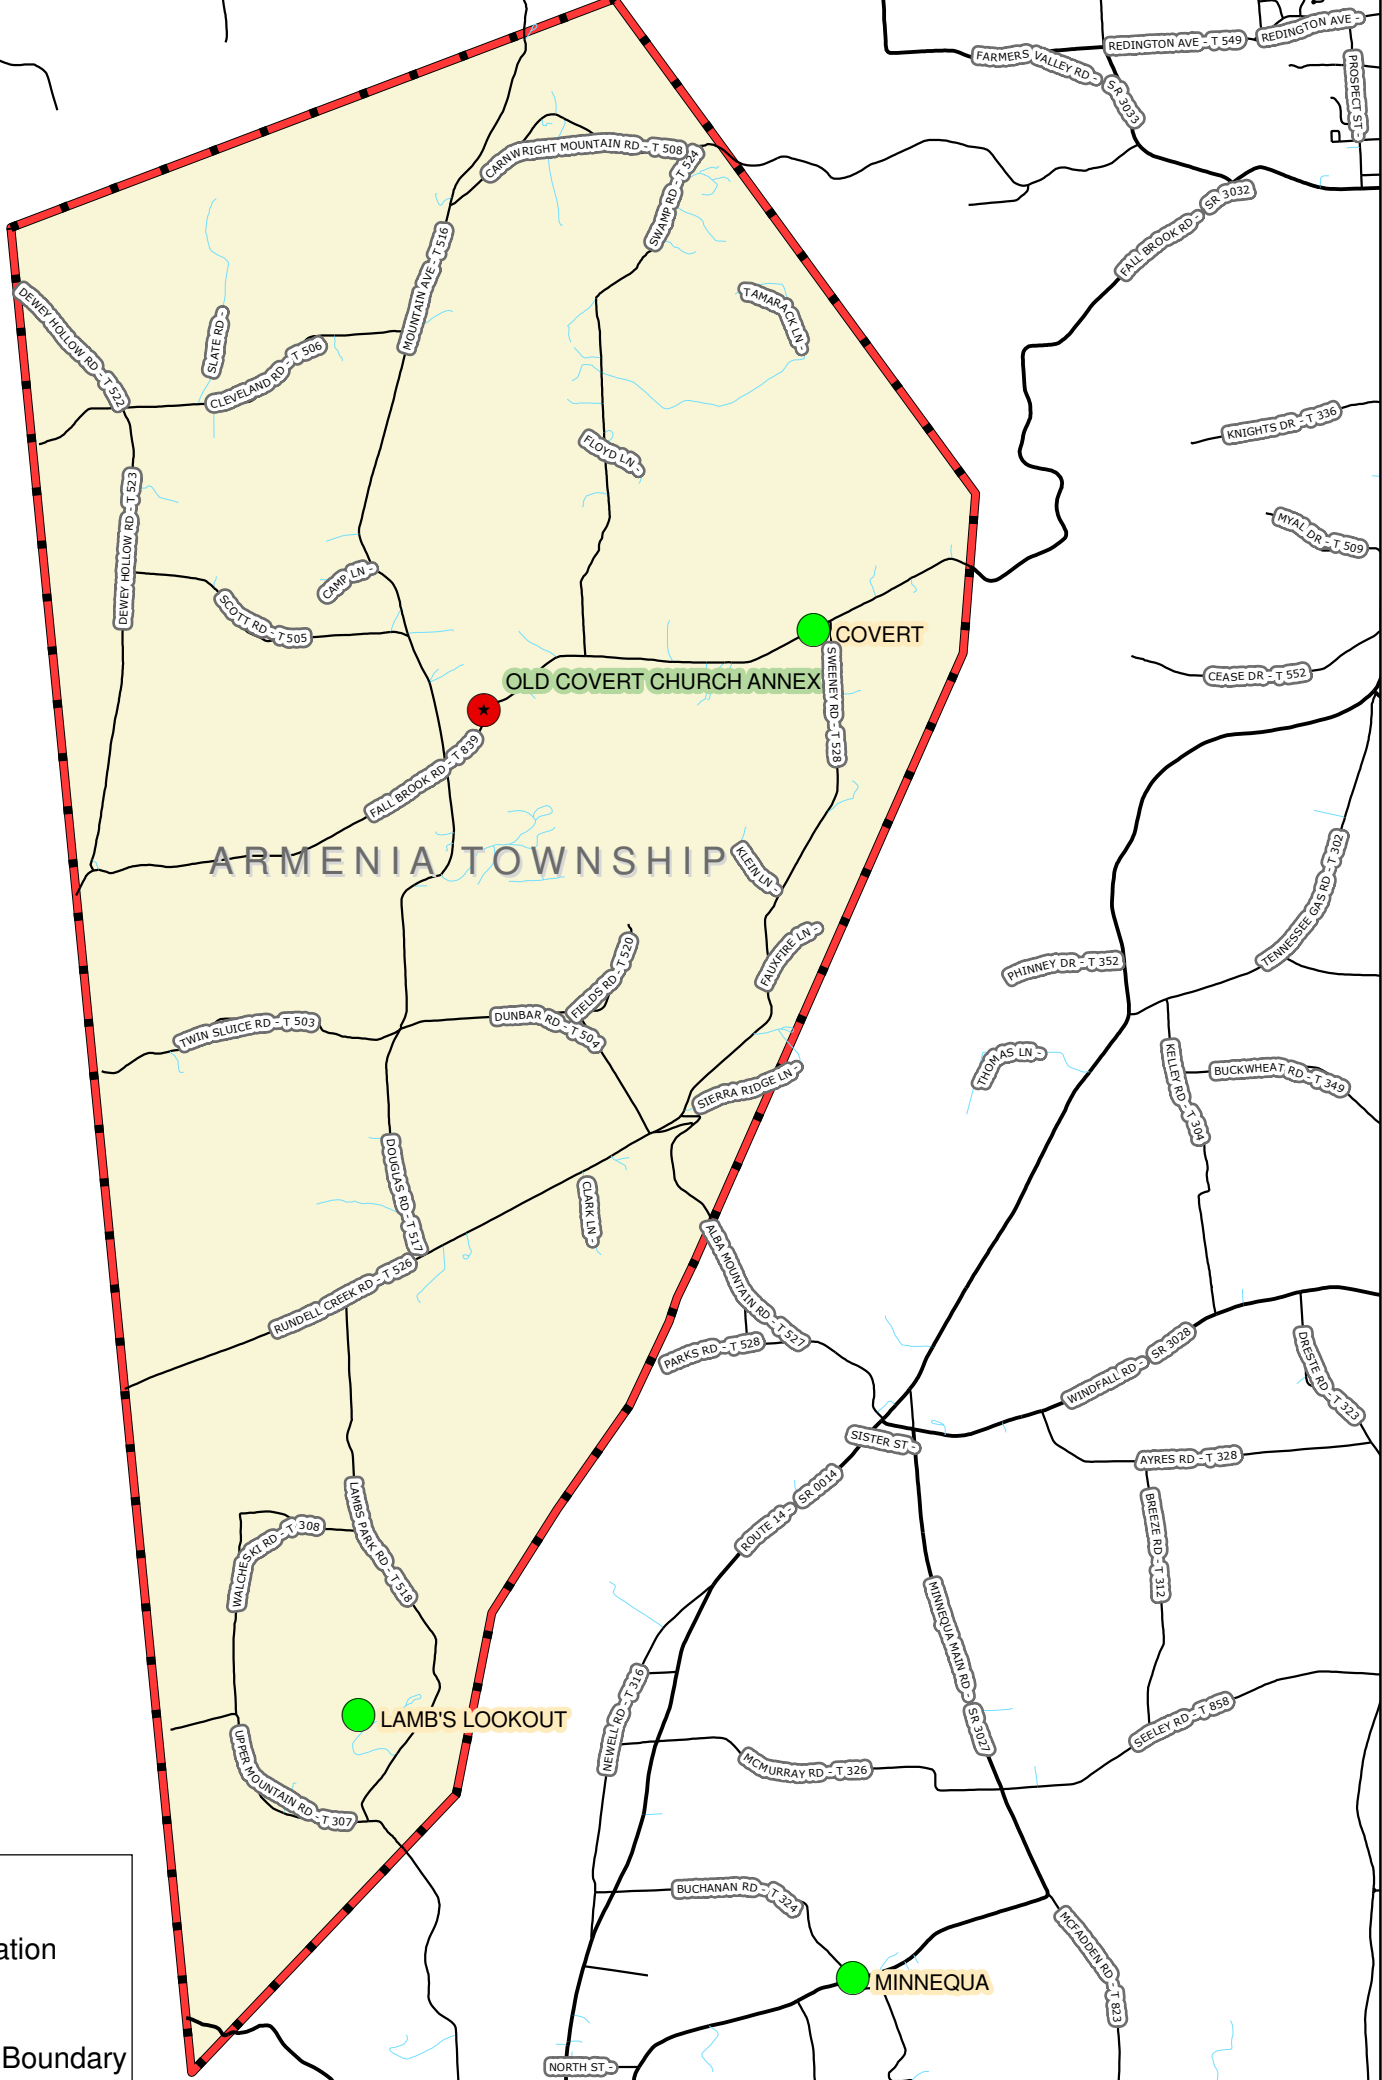 REDINGTON AVE -
REDINGTON AVE - T 549
FARMERS VALLEY RD -
SR 3033
PROSPECT ST -
CARNWRIGHT MOUNTAIN RD - T 508
SWAMP RD - T 524
SR 3032
FALL BROOK RD -
MOUNTAIN AVE - T 516
DEWEY HOLLOW RD - T 522
SLATE RD -
TAMARACK LN -
CLEVELAND RD - T 506
KNIGHTS DR - T 336
FLOYD LN -
DEWEY HOLLOW RD - T 523
MYAL DR - T 509
CAMP LN -
SCOTT RD - T 505
COVERT
OLD COVERT CHURCH ANNEX
SWEENEY RD - T 528
CEASE DR - T 552
FALL BROOK RD - T 839
ARMENIA TOWNSHIP
KLEIN LN -
TENNESSEE GAS RD - T 302
FAUXFIRE LN -
FIELDS RD - T 520
PHINNEY DR - T 352
TWIN SLUICE RD - T 503
DUNBAR RD - T 504
THOMAS LN -
KELLEY RD - T 304
BUCKWHEAT RD - T 349
SIERRA RIDGE LN -
DOUGLAS RD - T 517
CLARK LN -
RUNDELL CREEK RD - T 526
ALBA MOUNTAIN RD - T 527
PARKS RD - T 528
WINDFALL RD -
SR 3028
DRESTE RD - T 323
SISTER ST -
AYRES RD - T 328
ROUTE 14 -
SR 0014
BREEZE RD - T 312
LAMBS PARK RD - T 518
WALCHESKI RD - T 308
MINNEQUA MAIN RD -
SR 3027
NEWELL RD - T 316
LAMB'S LOOKOUT
SEELEY RD - T 858
UPPER MOUNTAIN RD - T 307
MCMURRAY RD - T 326
BUCHANAN RD - T 324
MCFADDEN RD - T 823
ation
MINNEQUA
Boundary
NORTH ST -